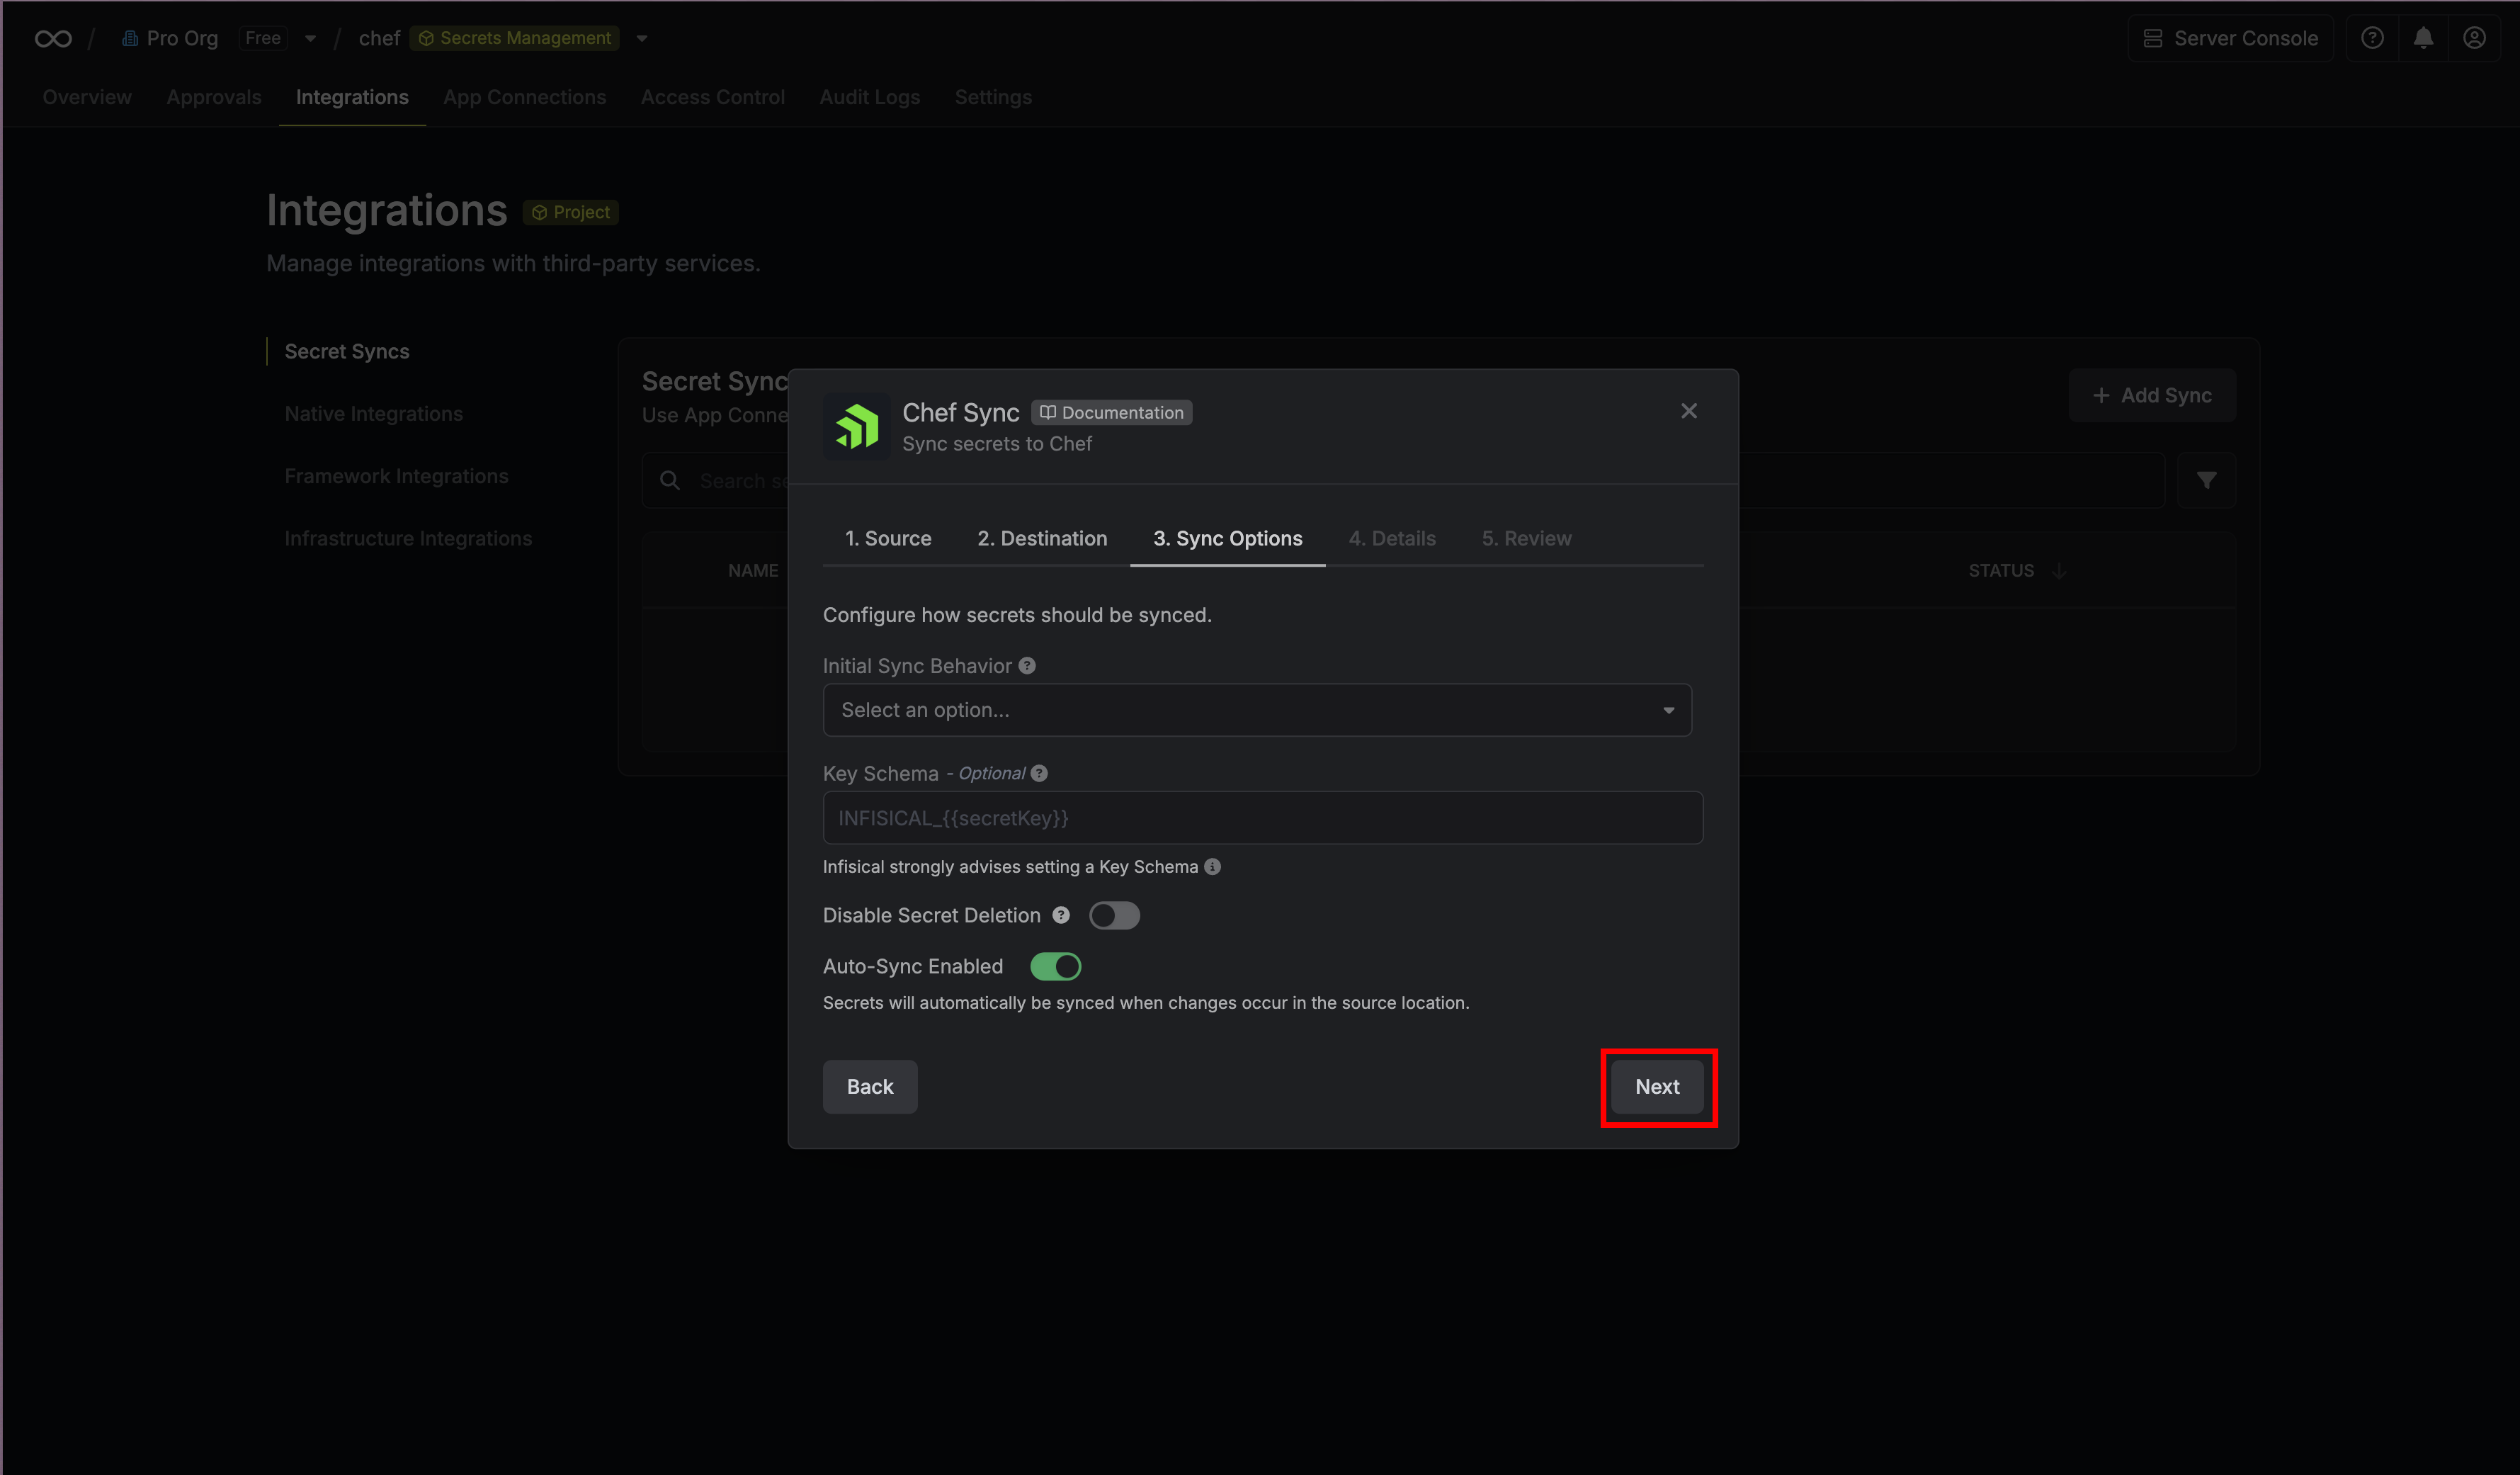 / Pro Org Free / chef Secrets Management Server Console
Overview Approvals Integrations App Connections Access Control Audit Logs Settings
Integrations Project
Manage integrations with third-party services.
Secret Syncs
Native Integrations
Framework Integrations
Infrastructure Integrations
Secret Sync
Use App Conne
+ Add Sync
Search se
NAME
STATUS
Chef Sync Documentation
Sync secrets to Chef
1. Source 2. Destination 3. Sync Options 4. Details 5. Review
Configure how secrets should be synced.
Initial Sync Behavior
Select an option...
Key Schema - Optional
INFISICAL_{{secretKey}}
Infisical strongly advises setting a Key Schema
Disable Secret Deletion
Auto-Sync Enabled
Secrets will automatically be synced when changes occur in the source location.
Back Next